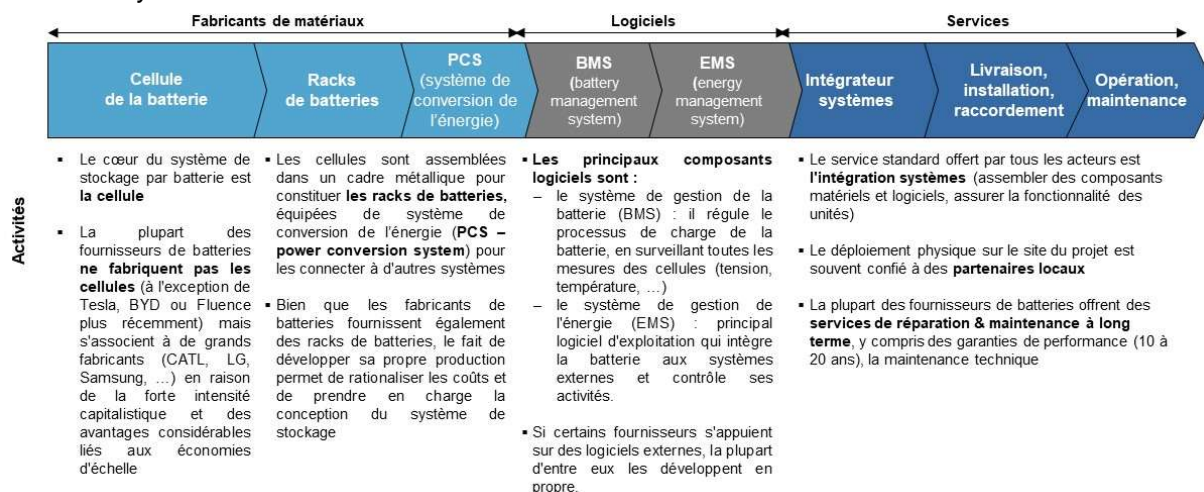 Fabricants de matériaux
Logiciels
Services
Cellule
de la batterie
Racks
de batteries
PCS
(système de
conversion de
l'énergie)
BMS
(battery
management
system)
EMS
(energy
management
system)
Intégrateur
systèmes
Livraison,
installation,
raccordement
Opération,
maintenance
Activités
▪ Le cœur du système de
stockage par batterie est
la cellule
▪ La plupart des
fournisseurs de batteries
ne fabriquent pas les
cellules (à l'exception de
Tesla, BYD ou Fluence
plus récemment) mais
s'associent à de grands
fabricants (CATL, LG,
Samsung, …) en raison
de la forte intensité
capitalistique et des
avantages considérables
liés aux économies
d'échelle
▪ Les cellules sont assemblées
dans un cadre métallique pour
constituer les racks de batteries,
équipées de système de
conversion de l'énergie (PCS –
power conversion system) pour
les connecter à d'autres systèmes
▪ Bien que les fabricants de
batteries fournissent également
des racks de batteries, le fait de
développer sa propre production
permet de rationaliser les coûts et
de prendre en charge la
conception du système de
stockage
▪ Les principaux composants
logiciels sont :
– le système de gestion de la
batterie (BMS) : il régule le
processus de charge de la
batterie, en surveillant toutes les
mesures des cellules (tension,
température, …)
– le système de gestion de
l'énergie (EMS) : principal
logiciel d'exploitation qui intègre
la batterie aux systèmes
externes et contrôle ses
activités.
▪ Si certains fournisseurs s'appuient
sur des logiciels externes, la plupart
d'entre eux les développent en
propre.
▪ Le service standard offert par tous les acteurs est
l'intégration systèmes (assembler des composants
matériels et logiciels, assurer la fonctionnalité des
unités)
▪ Le déploiement physique sur le site du projet est
souvent confié à des partenaires locaux
▪ La plupart des fournisseurs de batteries offrent des
services de réparation & maintenance à long
terme, y compris des garanties de performance (10 à
20 ans), la maintenance technique